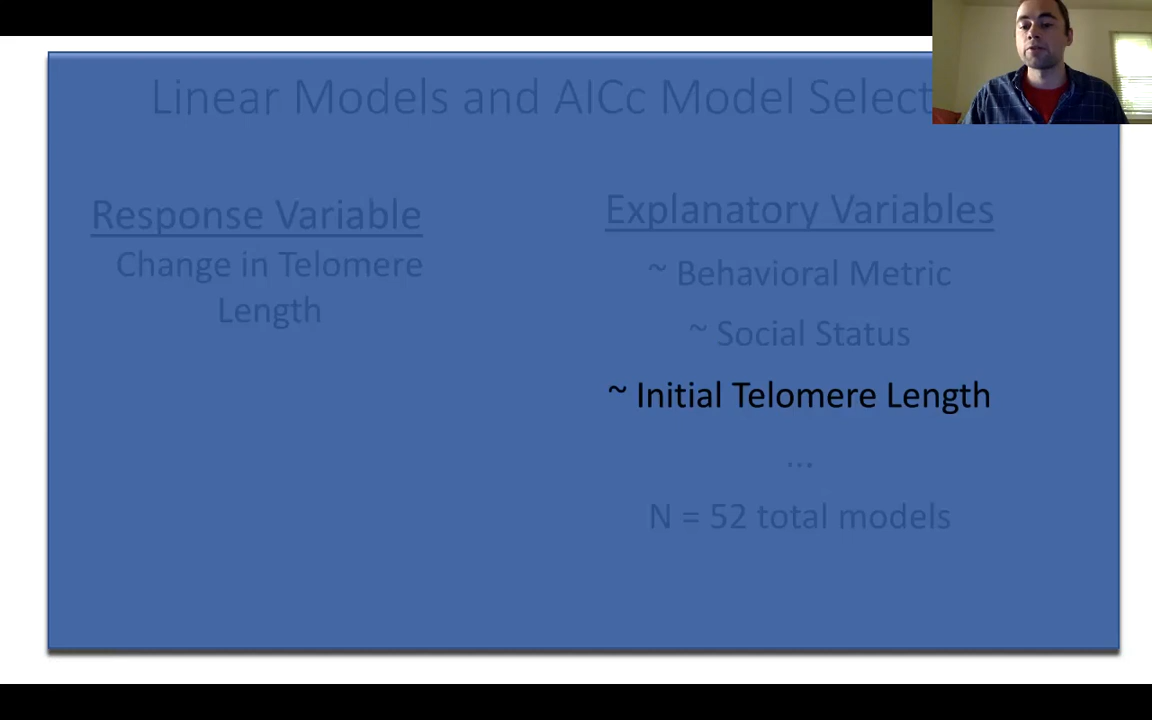 Linear Models and AICc Model Select
Response Variable
Change in Telomere
Length
Explanatory Variables
~ Behavioral Metric
~ Social Status
~ Initial Telomere Length
...
N = 52 total models